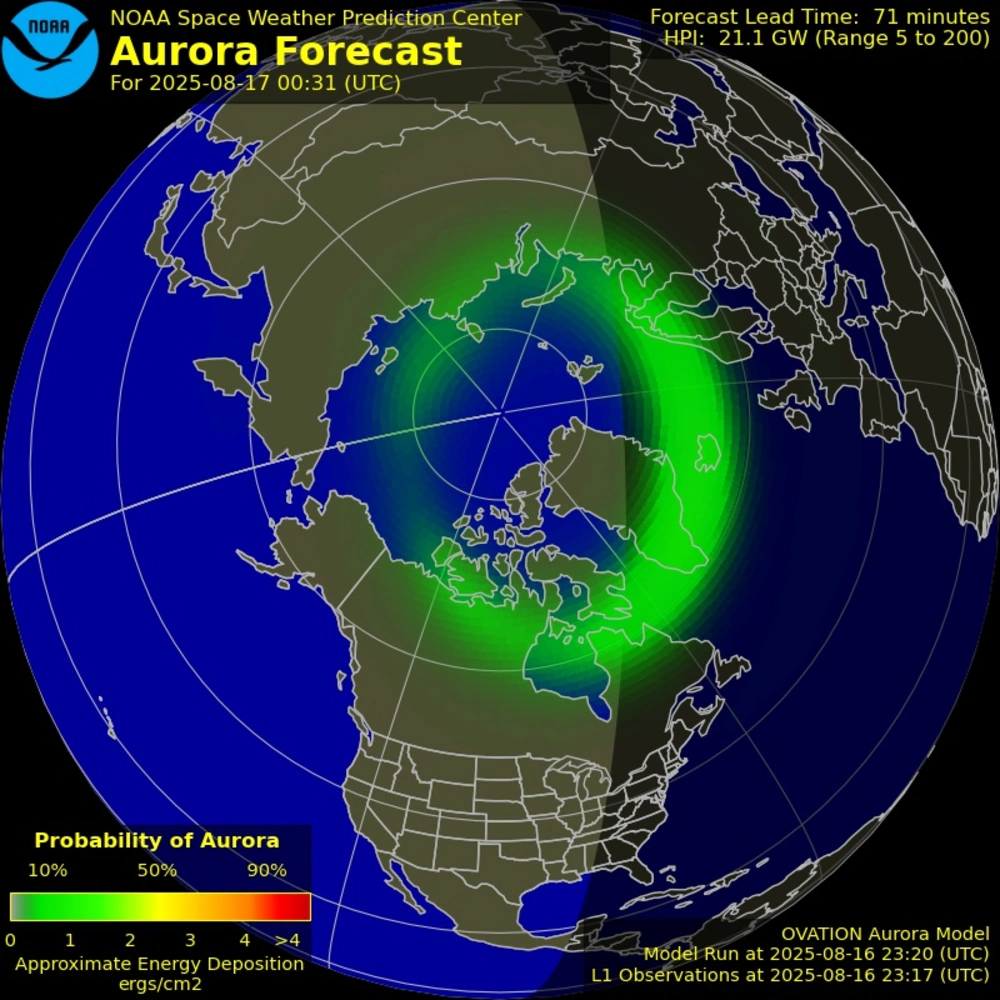 NOAA
NOAA Space Weather Prediction Center
Aurora Forecast
For 2025-08-17 00:31 (UTC)
Forecast Lead Time: 71 minutes
HPI: 21.1 GW (Range 5 to 200)
Probability of Aurora
10% 50% 90%
0 1 2 3 4 >4
Approximate Energy Deposition
ergs/cm2
OVATION Aurora Model
Model Run at 2025-08-16 23:20 (UTC)
L1 Observations at 2025-08-16 23:17 (UTC)